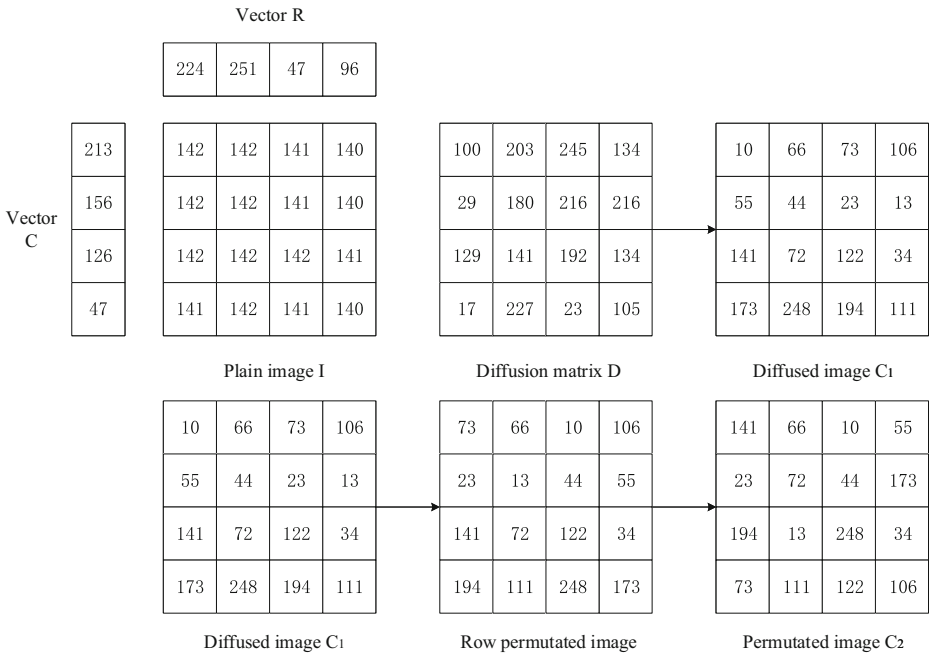 Vector R
224 251 47 96
213
156
126
47
Vector
C
142 142 141 140
142 142 141 140
142 142 142 141
141 142 141 140
Plain image I
100 203 245 134
29 180 216 216
129 141 192 134
17 227 23 105
Diffusion matrix D
10 66 73 106
55 44 23 13
141 72 122 34
173 248 194 111
Diffused image C1
10 66 73 106
55 44 23 13
141 72 122 34
173 248 194 111
Diffused image C1
73 66 10 106
23 13 44 55
141 72 122 34
194 111 248 173
Row permutated image
141 66 10 55
23 72 44 173
194 13 248 34
73 111 122 106
Permutated image C2